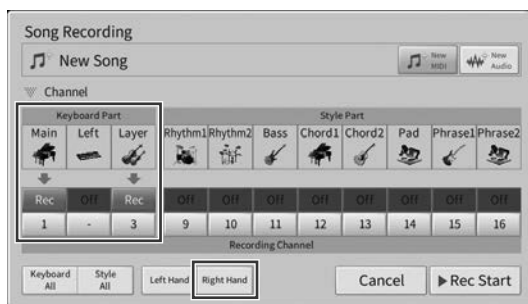 Song Recording
New Song
New MIDI
New Audio
Channel
Keyboard Part Style Part
Main Left Layer Rhythm1 Rhythm2 Bass Chord1 Chord2 Pad Phrase1 Phrase2
Rec Off Rec Off Off Off Off Off Off Off Off
1 - 3 9 10 11 12 13 14 15 16
Recording Channel
Keyboard All Style All Left Hand Right Hand Cancel Rec Start